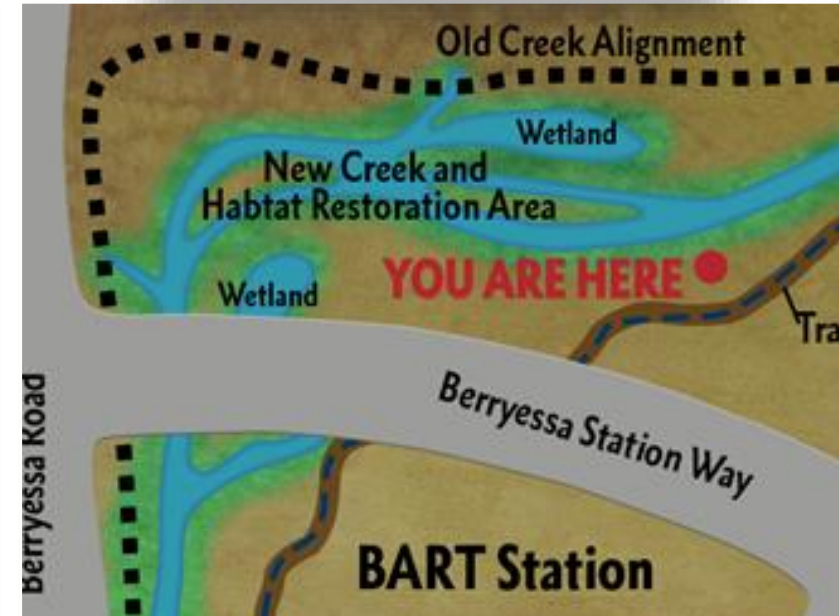 Old Creek Alignment
Wetland
New Creek and
Habtat Restoration Area
YOU ARE HERE
Wetland
Tra
Berryessa Station Way
Berryessa Road
BART Station